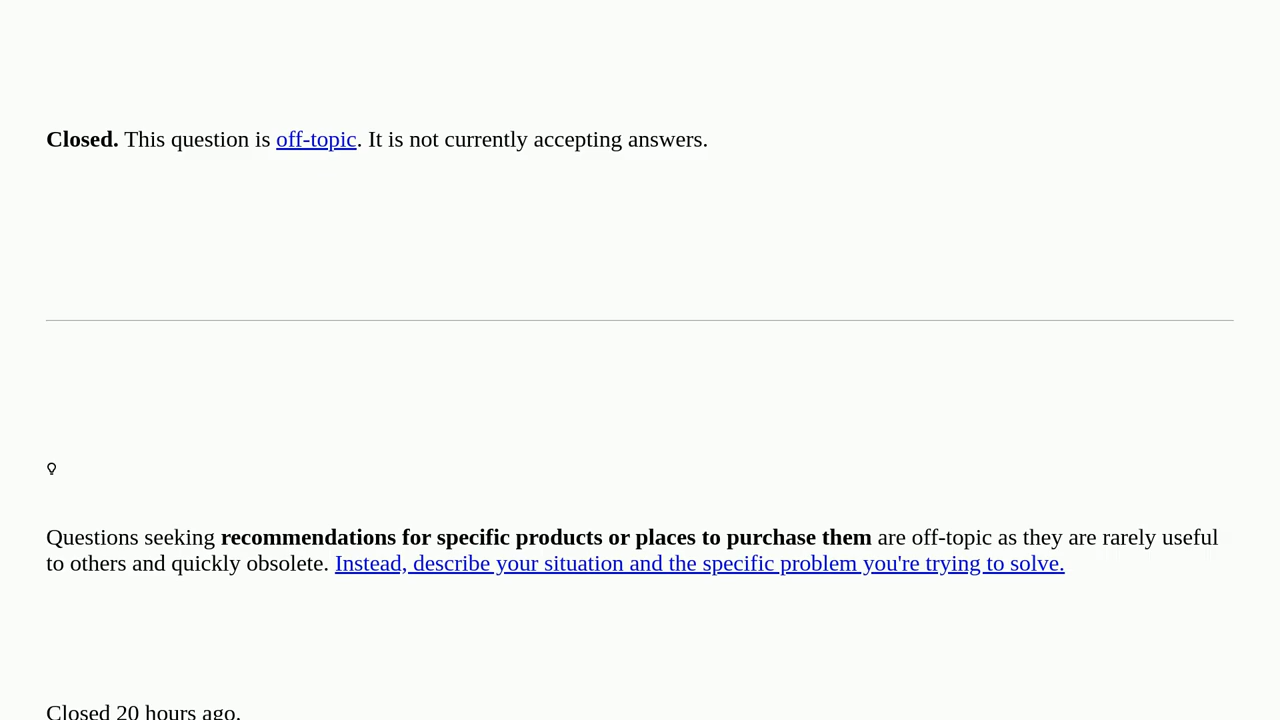 Closed. This question is off-topic. It is not currently accepting answers.
Questions seeking recommendations for specific products or places to purchase them are off-topic as they are rarely useful
to others and quickly obsolete. Instead, describe your situation and the specific problem you're trying to solve.
Closed 20 hours ago.